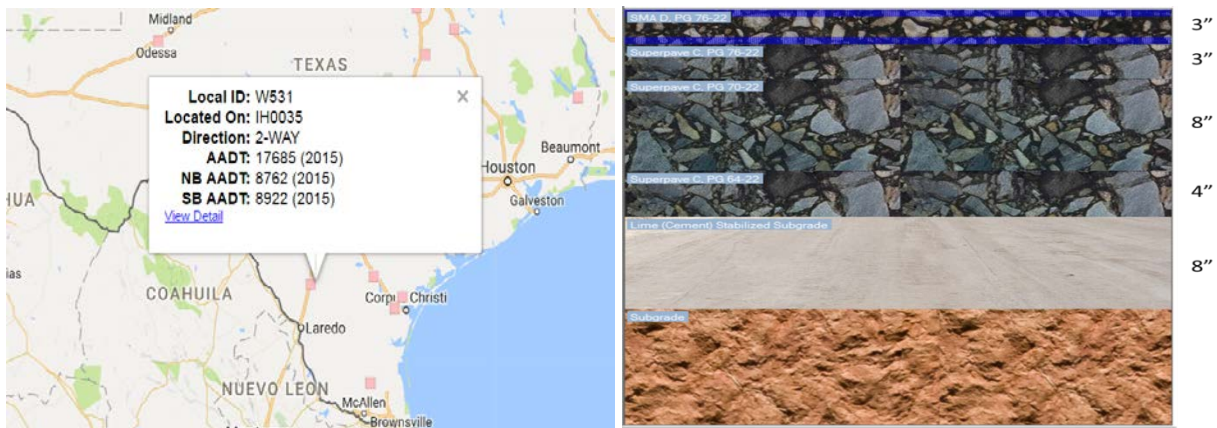 Midland
Odessa
TEXAS
Local ID: W531
Located On: IH0035
Direction: 2-WAY
AADT: 17685 (2015)
NB AADT: 8762 (2015)
SB AADT: 8922 (2015)
View Detail
×
Beaumont
Houston
Galveston
HUA
ias
COAHUILA
Corpus Christi
Laredo
NUEVO LEON
McAllen
Brownsville
SMA D, PG 76-22
3”
Superpave C, PG 76-22
3”
Superpave C, PG 70-22
8”
Superpave C, PG 64-22
4”
Lime (Cement) Stabilized Subgrade
8”
Subgrade